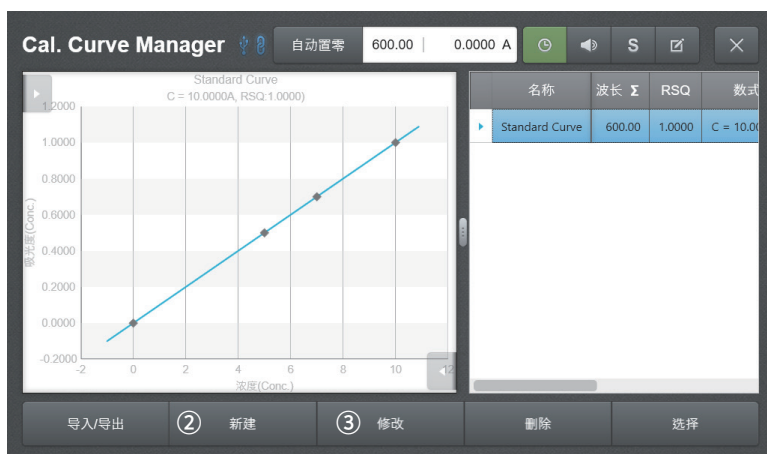 Cal. Curve Manager 自动置零 600.00 0.0000 A S
Standard Curve
C = 10.0000A, RSQ:1.0000)
1.2000
1.0000
0.8000
0.6000
0.4000
0.2000
0.0000
-0.2000
吸光度(Conc.)
-2 0 2 4 6 8 10 12
浓度(Conc.)
名称 波长 Σ RSQ 数式
Standard Curve 600.00 1.0000 C = 10.00
导入/导出 ② 新建 ③ 修改 删除 选择